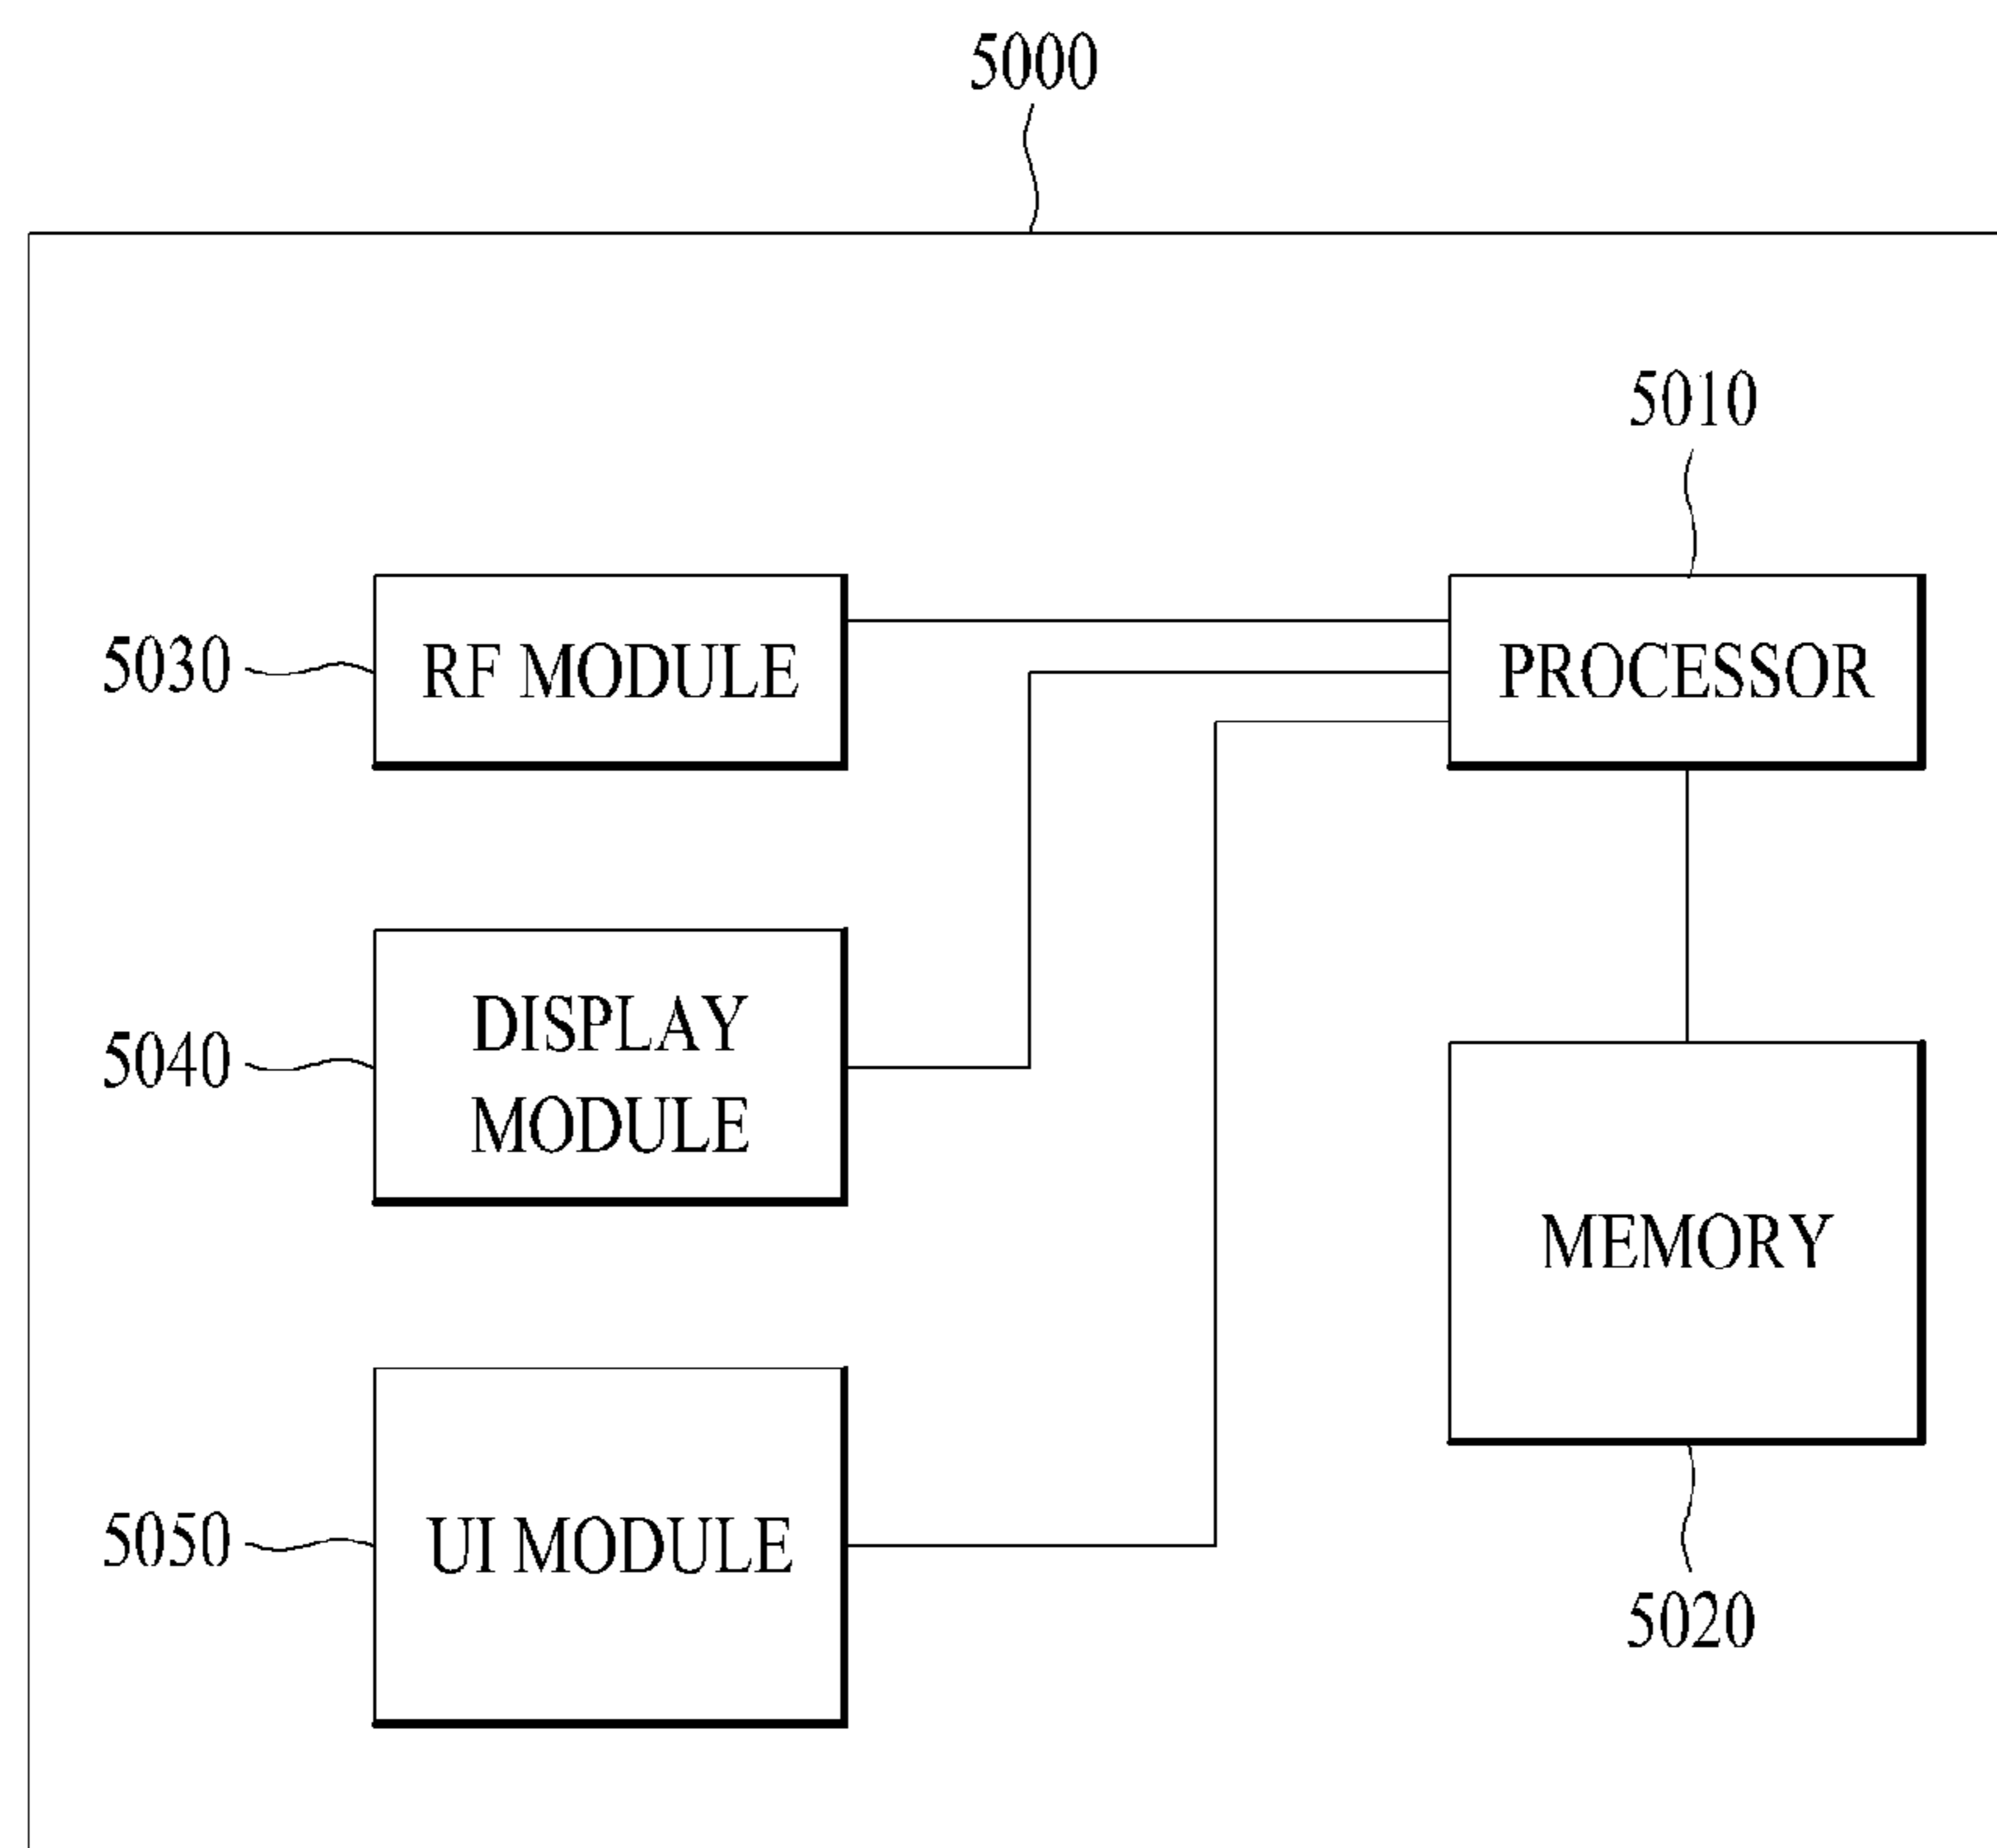 5000
5010
5030
RF MODULE
PROCESSOR
5040
DISPLAY
MODULE
MEMORY
5050
UI MODULE
5020